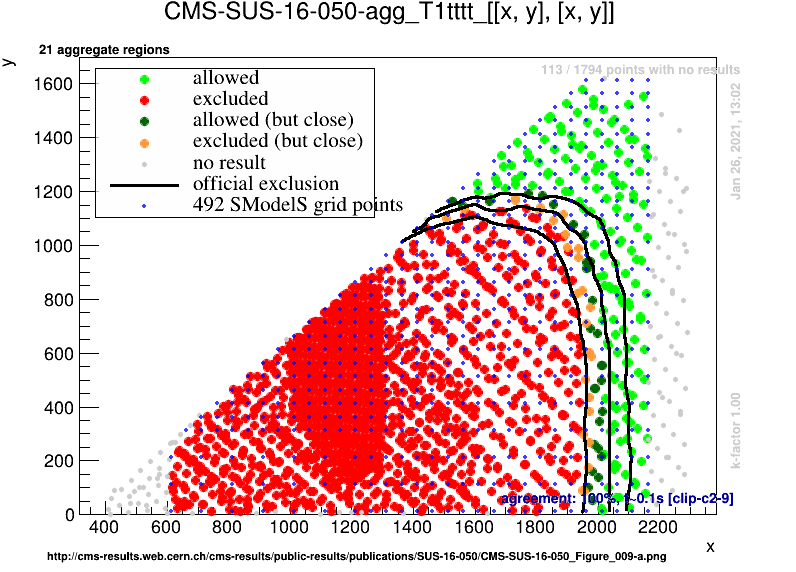 CMS-SUS-16-050-agg_T1tttt_[[x, y], [x, y]]
21 aggregate regions
y
113 / 1794 points with no results
allowed
excluded
allowed (but close)
excluded (but close)
no result
official exclusion
492 SModelS grid points
Jan 26, 2021, 13:02
k-factor 1.00
1600
1400
1200
1000
800
600
400
200
0
agreement: 100%, t~0.1s [clip-c2-9]
400 600 800 1000 1200 1400 1600 1800 2000 2200
x
http://cms-results.web.cern.ch/cms-results/public-results/publications/SUS-16-050/CMS-SUS-16-050_Figure_009-a.png